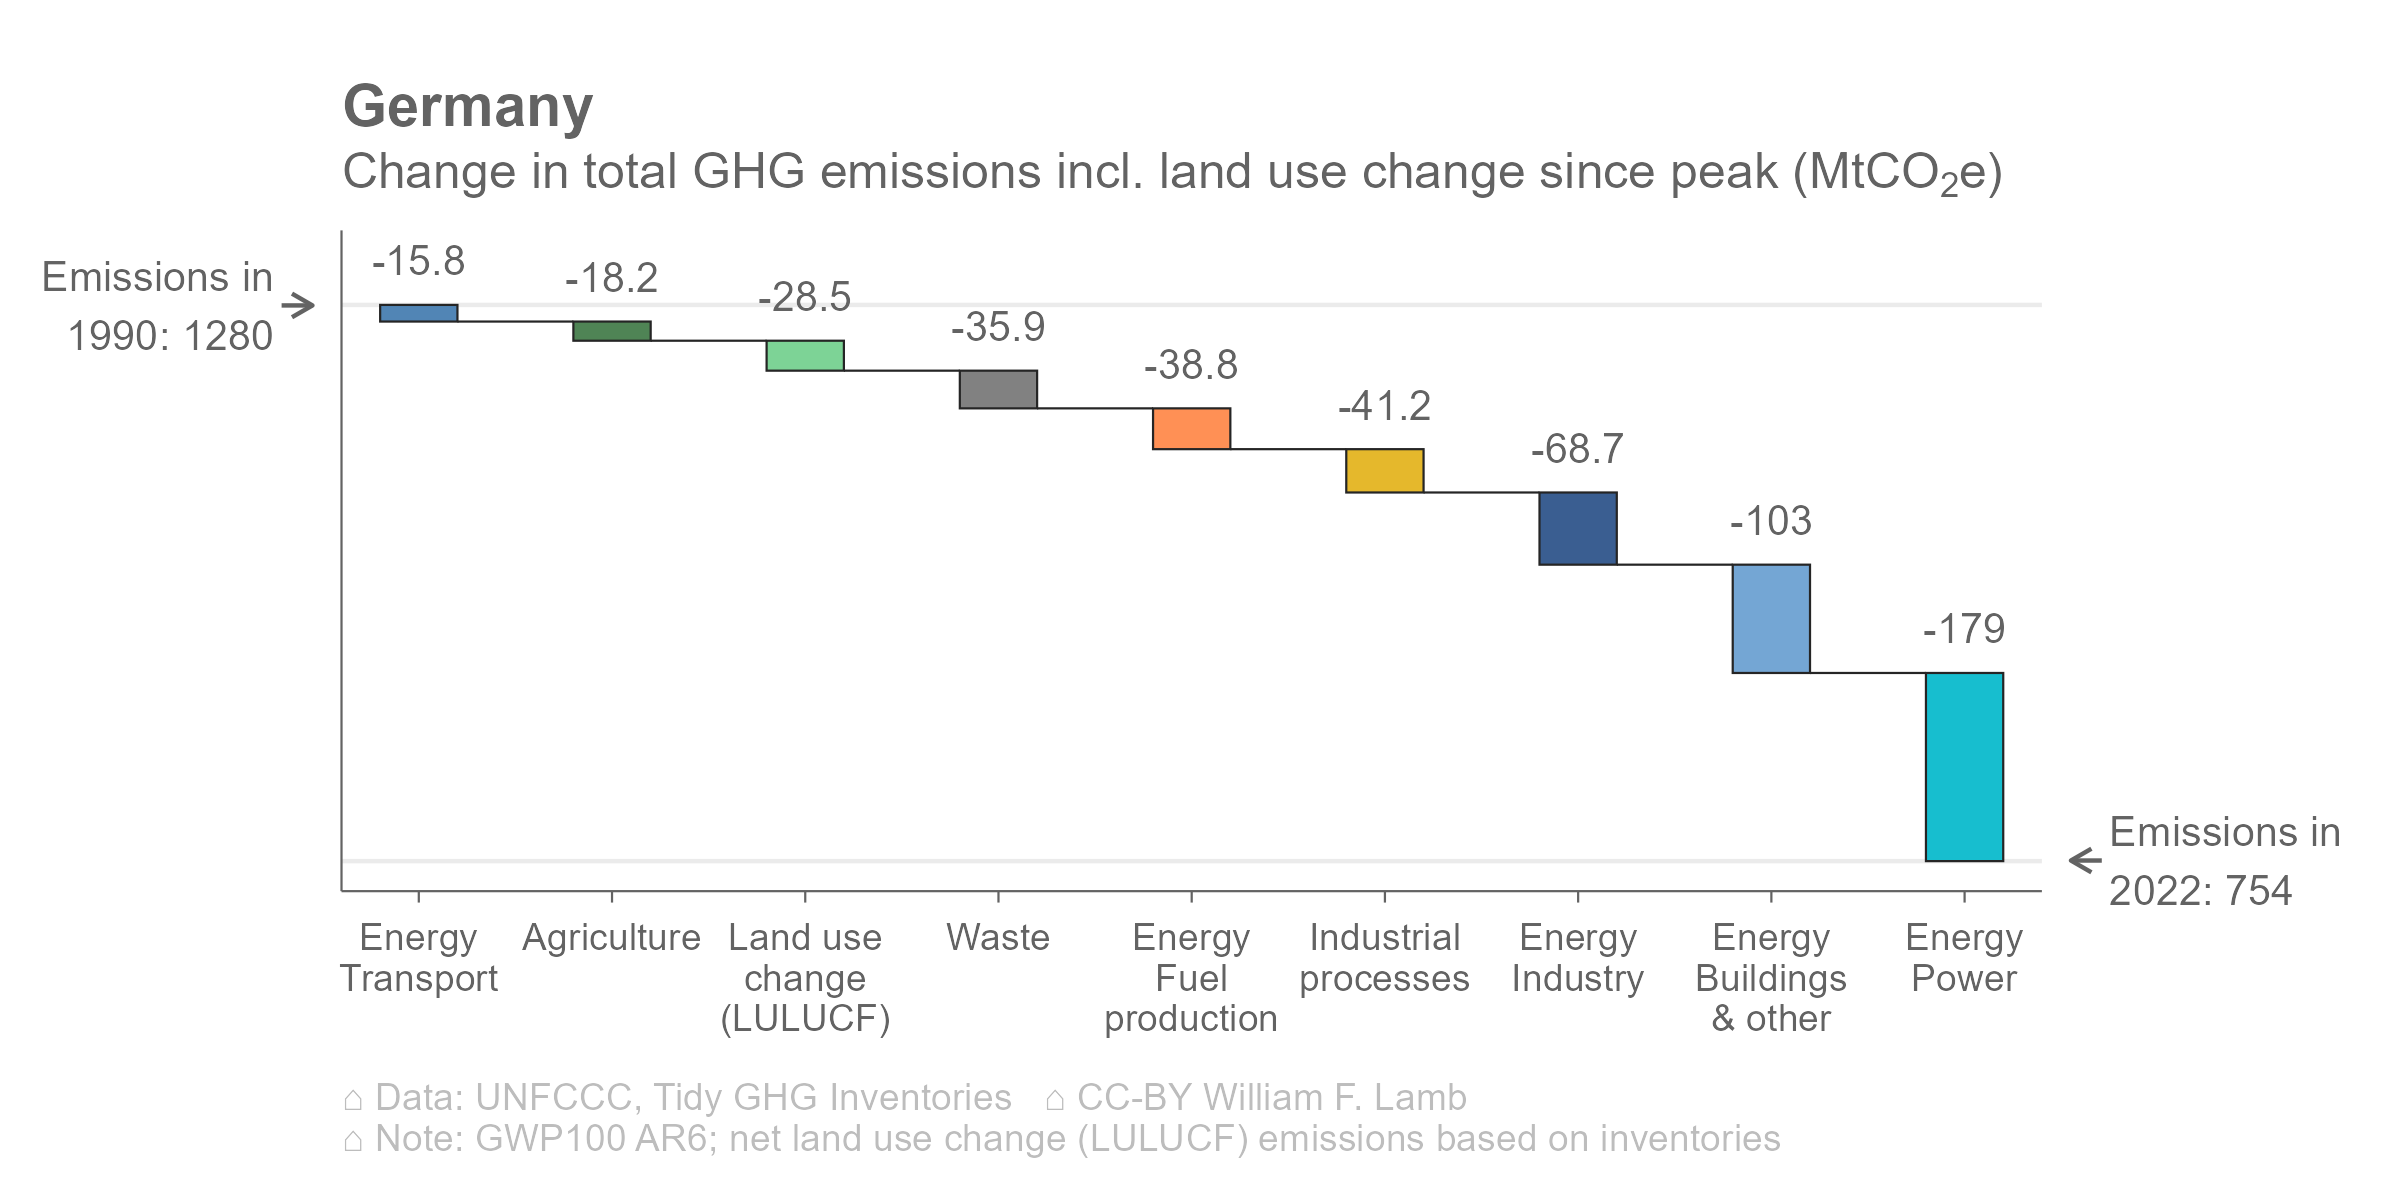 Germany
Change in total GHG emissions incl. land use change since peak (MtCO₂e)
Emissions in
1990: 1280
-15.8
-18.2
-28.5
-35.9
-38.8
-41.2
-68.7
-103
-179
Emissions in
2022: 754
Energy
Transport
Agriculture
Land use
change
(LULUCF)
Waste
Energy
Fuel
production
Industrial
processes
Energy
Industry
Energy
Buildings
& other
Energy
Power
⌂ Data: UNFCCC, Tidy GHG Inventories ⌂ CC-BY William F. Lamb
⌂ Note: GWP100 AR6; net land use change (LULUCF) emissions based on inventories